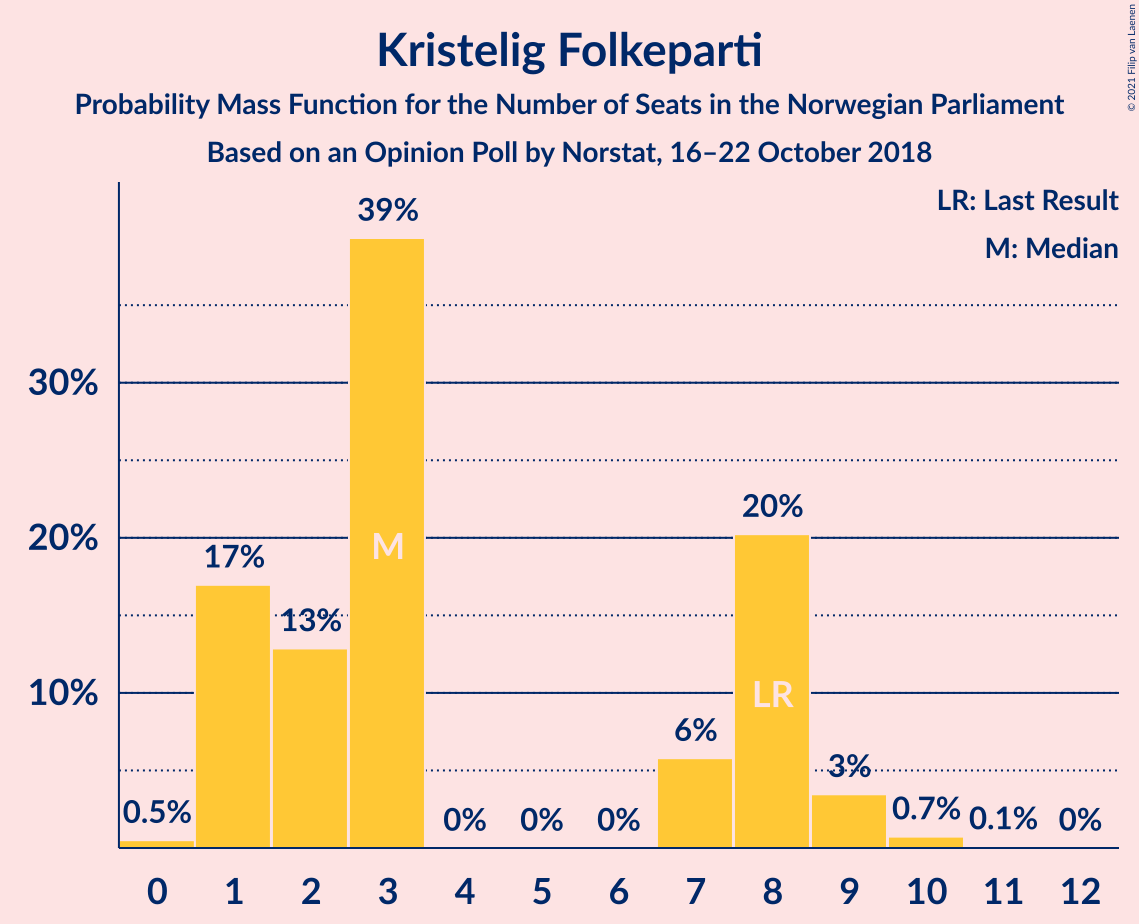 © 2021 Filip van Laenen
Kristelig Folkeparti
Probability Mass Function for the Number of Seats in the Norwegian Parliament
Based on an Opinion Poll by Norstat, 16–22 October 2018
LR: Last Result
M: Median
39%
30%
20%
20%
17%
M
13%
10%
LR
6%
3%
0.5%
0%
0%
0%
0.7%
0.1%
0%
0 1 2 3 4 5 6 7 8 9 10 11 12